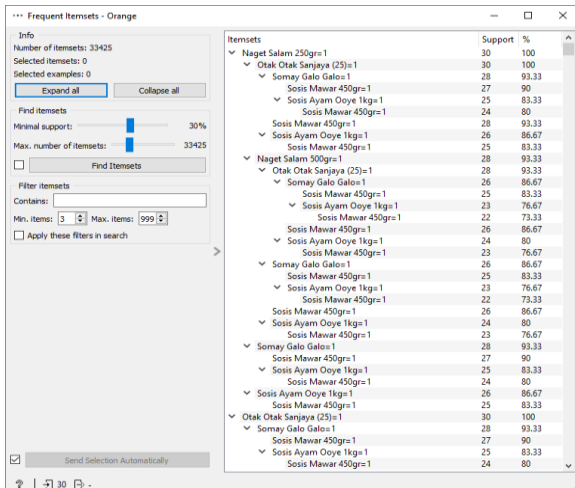 Frequent Itemsets - Orange
Info
Number of itemsets: 33425
Selected itemsets: 0
Selected examples: 0
Expand all Collapse all
Find itemsets
Minimal support: 30%
Max. number of itemsets: 33425
Find Itemsets
Filter itemsets
Contains:
Min. items: 3 Max. items: 999
Apply these filters in search
Send Selection Automatically
30 -
Itemsets Support %
Naget Salam 250gr=1 30 100
Otak Otak Sanjaya (25)=1 30 100
Somay Galo Galo=1 28 93.33
Sosis Mawar 450gr=1 27 90
Sosis Ayam Ooye 1kg=1 25 83.33
Sosis Mawar 450gr=1 24 80
Sosis Mawar 450gr=1 28 93.33
Sosis Ayam Ooye 1kg=1 26 86.67
Sosis Mawar 450gr=1 25 83.33
Naget Salam 500gr=1 28 93.33
Otak Otak Sanjaya (25)=1 28 93.33
Somay Galo Galo=1 26 86.67
Sosis Mawar 450gr=1 25 83.33
Sosis Ayam Ooye 1kg=1 23 76.67
Sosis Mawar 450gr=1 22 73.33
Sosis Mawar 450gr=1 26 86.67
Sosis Ayam Ooye 1kg=1 24 80
Sosis Mawar 450gr=1 23 76.67
Somay Galo Galo=1 26 86.67
Sosis Mawar 450gr=1 25 83.33
Sosis Ayam Ooye 1kg=1 23 76.67
Sosis Mawar 450gr=1 22 73.33
Sosis Mawar 450gr=1 26 86.67
Sosis Ayam Ooye 1kg=1 24 80
Sosis Mawar 450gr=1 23 76.67
Somay Galo Galo=1 28 93.33
Sosis Mawar 450gr=1 27 90
Sosis Ayam Ooye 1kg=1 25 83.33
Sosis Mawar 450gr=1 24 80
Sosis Ayam Ooye 1kg=1 26 86.67
Sosis Mawar 450gr=1 25 83.33
Otak Otak Sanjaya (25)=1 30 100
Somay Galo Galo=1 28 93.33
Sosis Mawar 450gr=1 27 90
Sosis Ayam Ooye 1kg=1 25 83.33
Sosis Mawar 450gr=1 24 80